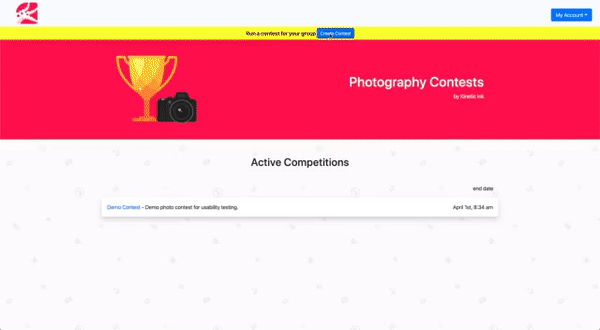 My Account
Run a contest for your group Create Contest
Photography Contests
by Kinetic Ink
Active Competitions
end date
Demo Contest - Demo photo contest for usability testing.
April 1st, 8:34 am